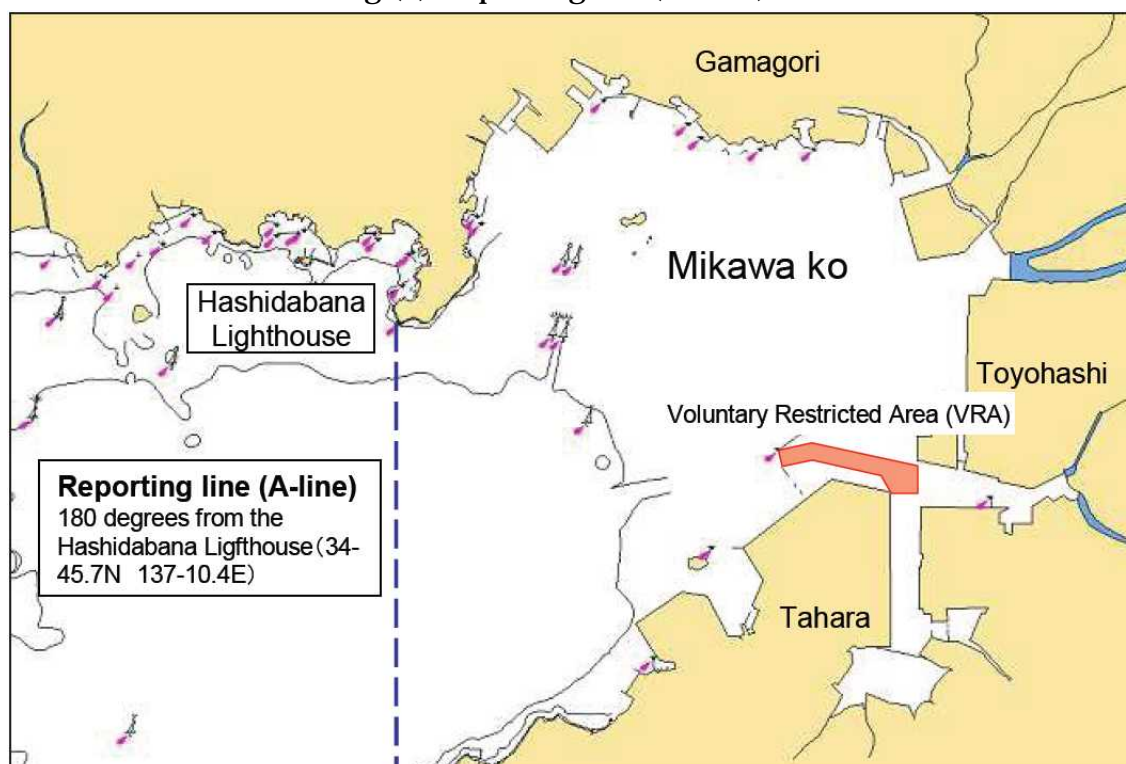 Gamagori
Mikawa ko
Hashidabana
Lighthouse
Toyohashi
Voluntary Restricted Area (VRA)
Reporting line (A-line)
180 degrees from the
Hashidabana Ligfthouse(34-
45.7N 137-10.4E)
Tahara